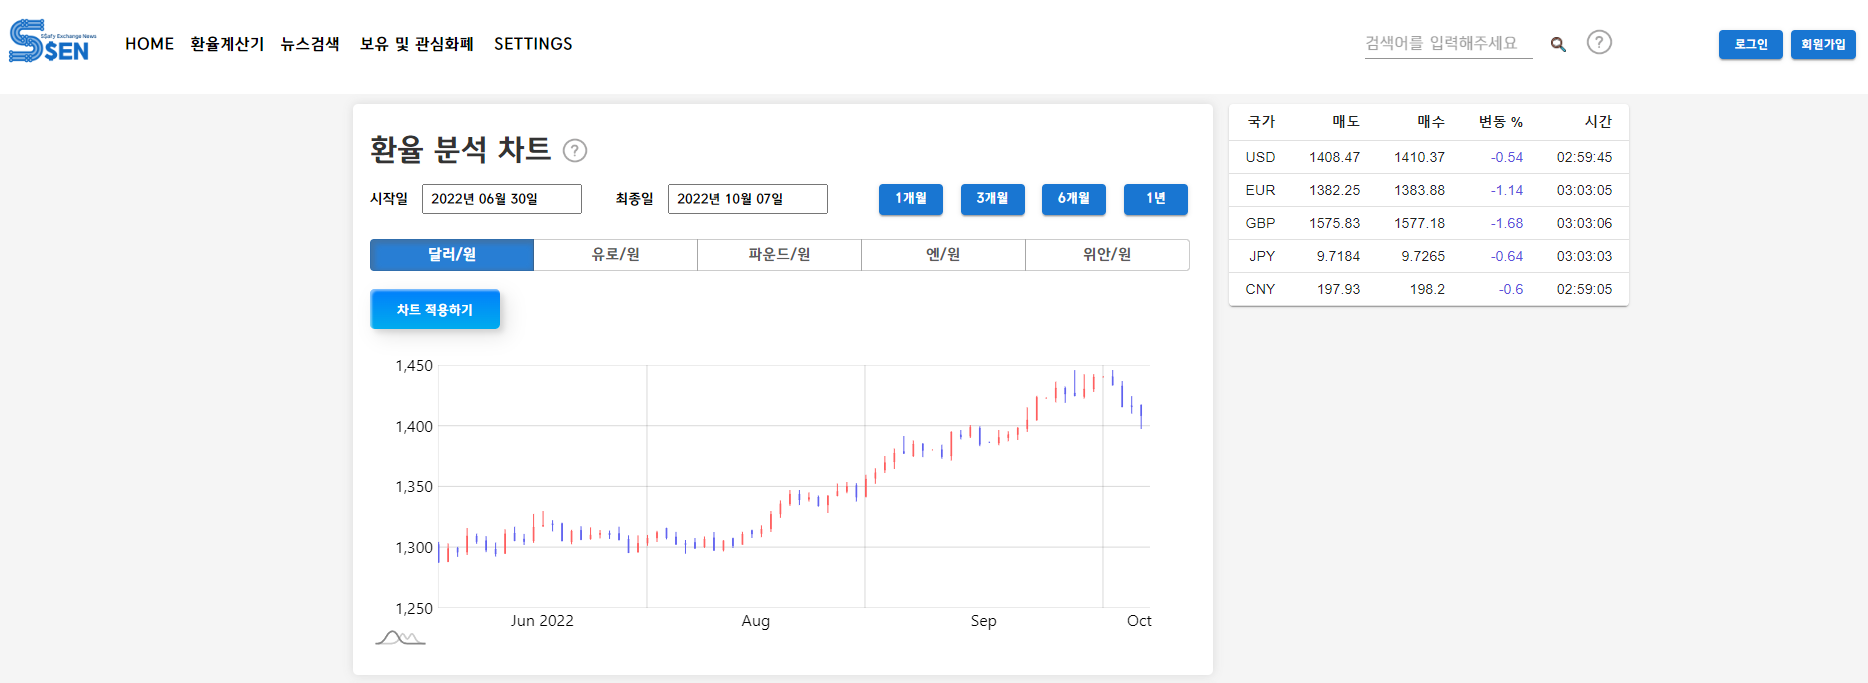 SSafy Exchange News
S$EN
HOME 환율계산기 뉴스검색 보유 및 관심화폐 SETTINGS
검색어를 입력해주세요
?
로그인 회원가입
환율 분석 차트 ?
시작일 2022년 06월 30일 최종일 2022년 10월 07일 1개월 3개월 6개월 1년
달러/원 유로/원 파운드/원 엔/원 위안/원
차트 적용하기
1,450
1,400
1,350
1,300
1,250
Jun 2022 Aug Sep Oct
국가 매도 매수 변동 % 시간
USD 1408.47 1410.37 -0.54 02:59:45
EUR 1382.25 1383.88 -1.14 03:03:05
GBP 1575.83 1577.18 -1.68 03:03:06
JPY 9.7184 9.7265 -0.64 03:03:03
CNY 197.93 198.2 -0.6 02:59:05